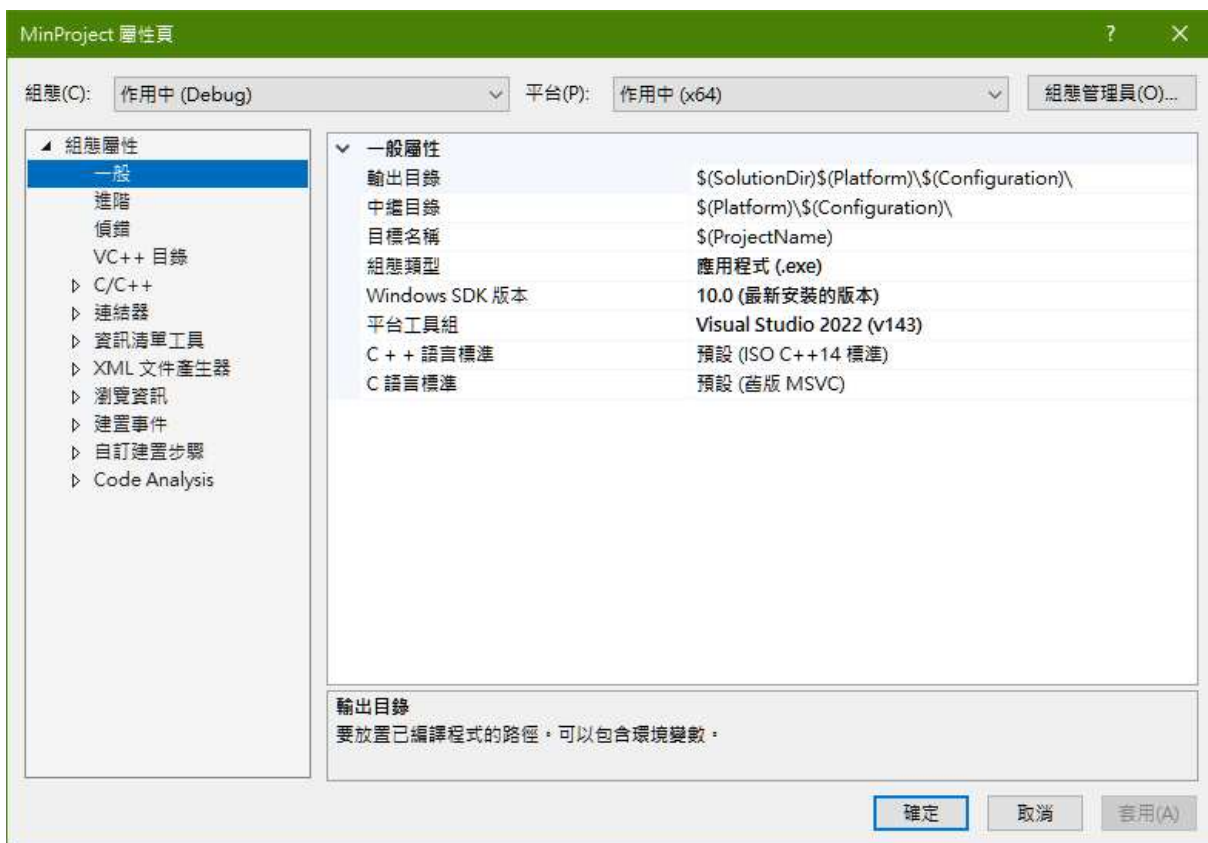 MinProject 屬性頁
? ×
組態(C): 作用中 (Debug) 平台(P): 作用中 (x64) 組態管理員(O)...
組態屬性
一般
進階
偵錯
VC++ 目錄
C/C++
連結器
資訊清單工具
XML 文件產生器
瀏覽資訊
建置事件
自訂建置步驟
Code Analysis
一般屬性
輸出目錄 $(SolutionDir)$(Platform)\$(Configuration)\
中繼目錄 $(Platform)\$(Configuration)\
目標名稱 $(ProjectName)
組態類型 應用程式 (.exe)
Windows SDK 版本 10.0 (最新安裝的版本)
平台工具組 Visual Studio 2022 (v143)
C + + 語言標準 預設 (ISO C++14 標準)
C 語言標準 預設 (舊版 MSVC)
輸出目錄
要放置已編譯程式的路徑。可以包含環境變數。
確定 取消 套用(A)